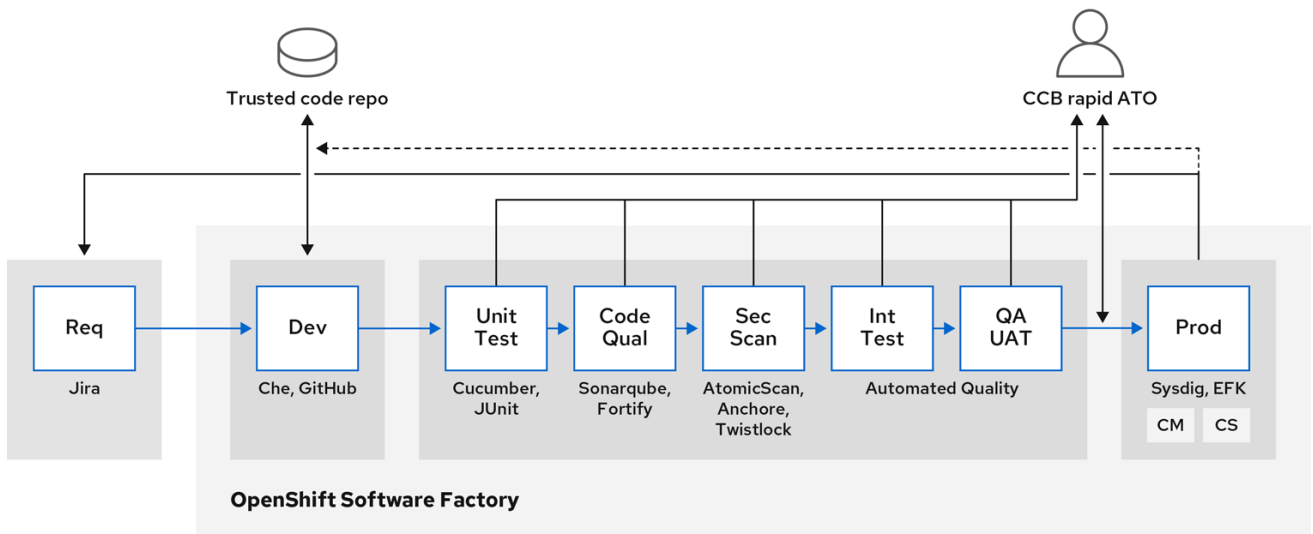 Trusted code repo
CCB rapid ATO
Req
Jira
Dev
Che, GitHub
Unit
Test
Cucumber,
JUnit
Code
Qual
Sonarqube,
Fortify
Sec
Scan
AtomicScan,
Anchore,
Twistlock
Int
Test
QA
UAT
Automated Quality
Prod
Sysdig, EFK
CM
CS
OpenShift Software Factory